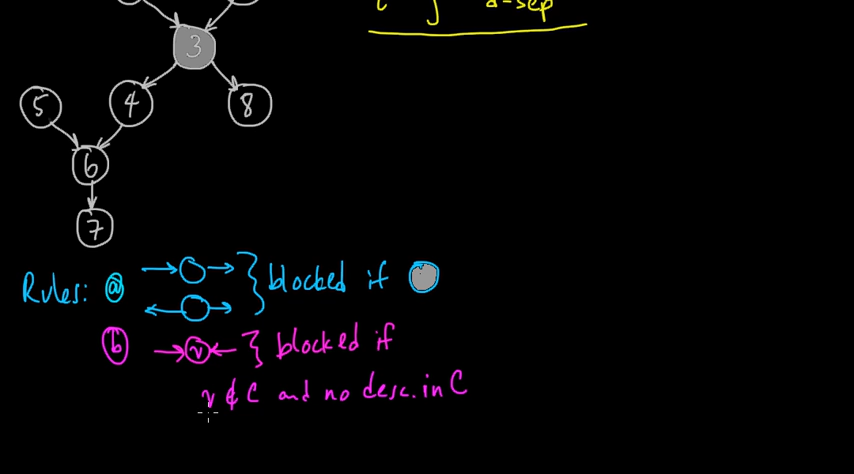 i j d-sep
3
5 4 8
6
7
Rules: (a) } blocked if
(b) v } blocked if
v ∉ C and no desc. in C